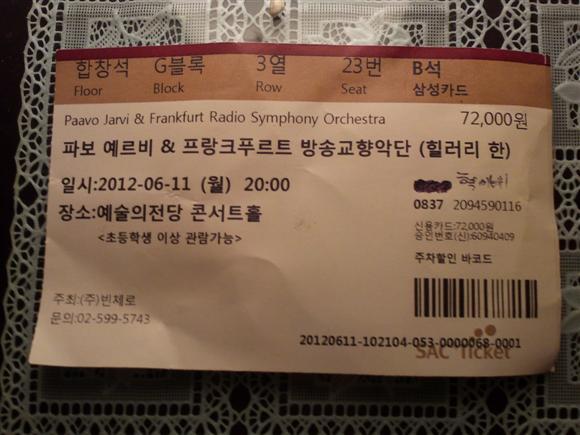 합창석 G블록 3열 23번 B석
Floor Block Row Seat 삼성카드
Paavo Jarvi & Frankfurt Radio Symphony Orchestra 72,000원
파보 예르비 & 프랑크푸르트 방송교향악단 (힐러리 한)
일시:2012-06-11 (월) 20:00
장소:예술의전당 콘서트홀
0837 2094590116
<초등학생 이상 관람가능>
신용카드:72,000원
승인번호(신):60940409
주차할인 바코드
주최:(주)빈체로
문의:02-599-5743
20120611-102104-053-0000068-0001
SAC Ticket